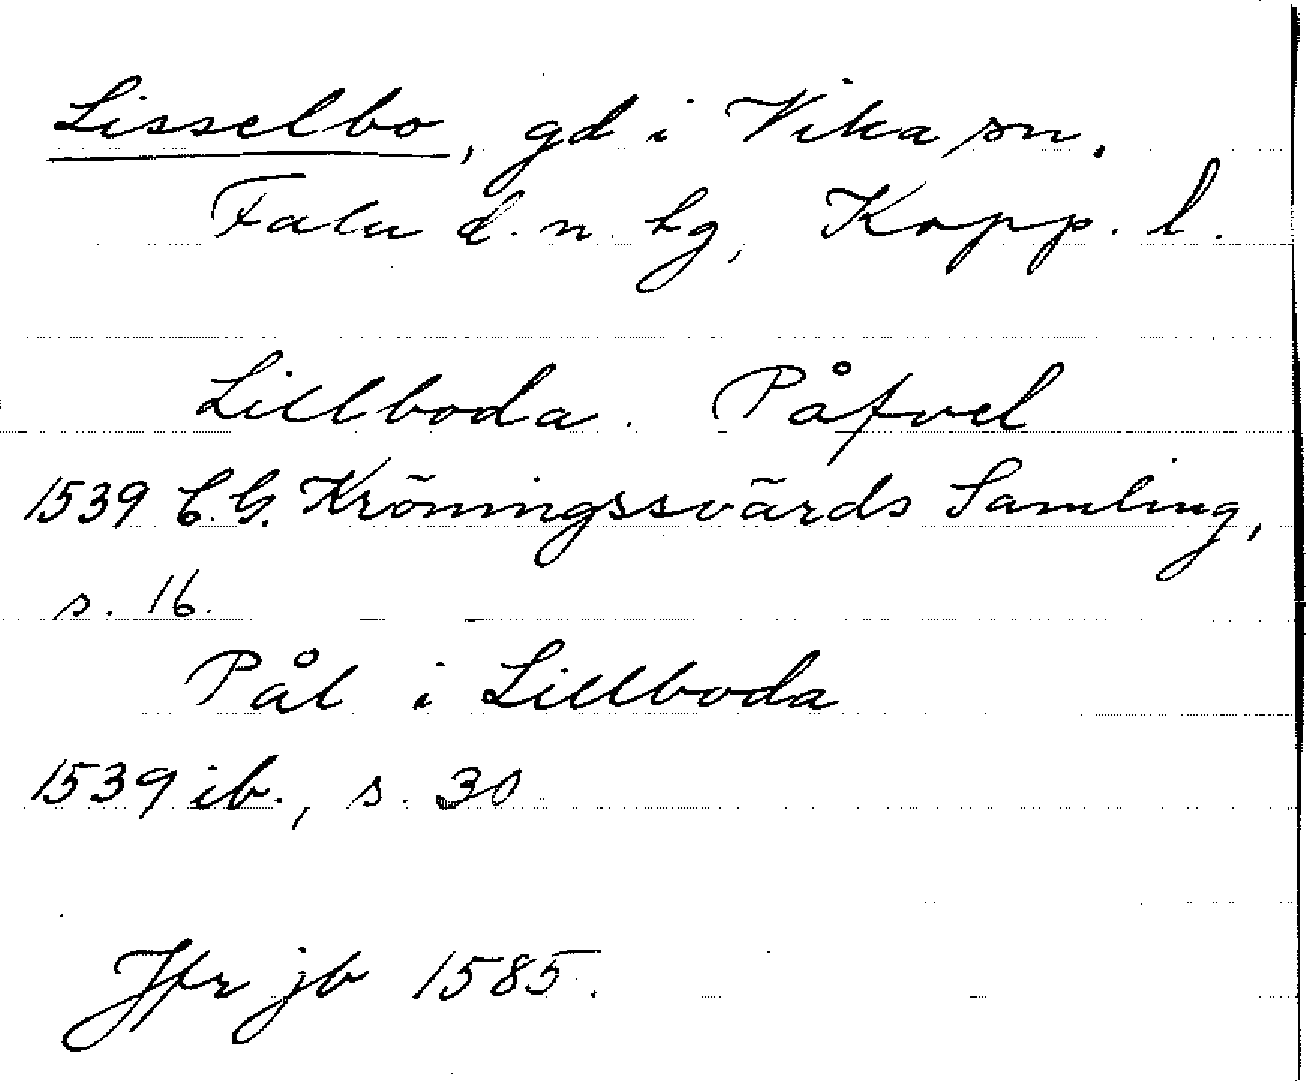 Lisselbo, gd i Vika sn.
Falu d. n. hg, Kopp. l.
Lillboda. Påfvel
1539 C.G. Kröningssvärds Samling,
s. 16.
Pål i Lillboda
1539 ib., s. 30
Jfr jb 1585.